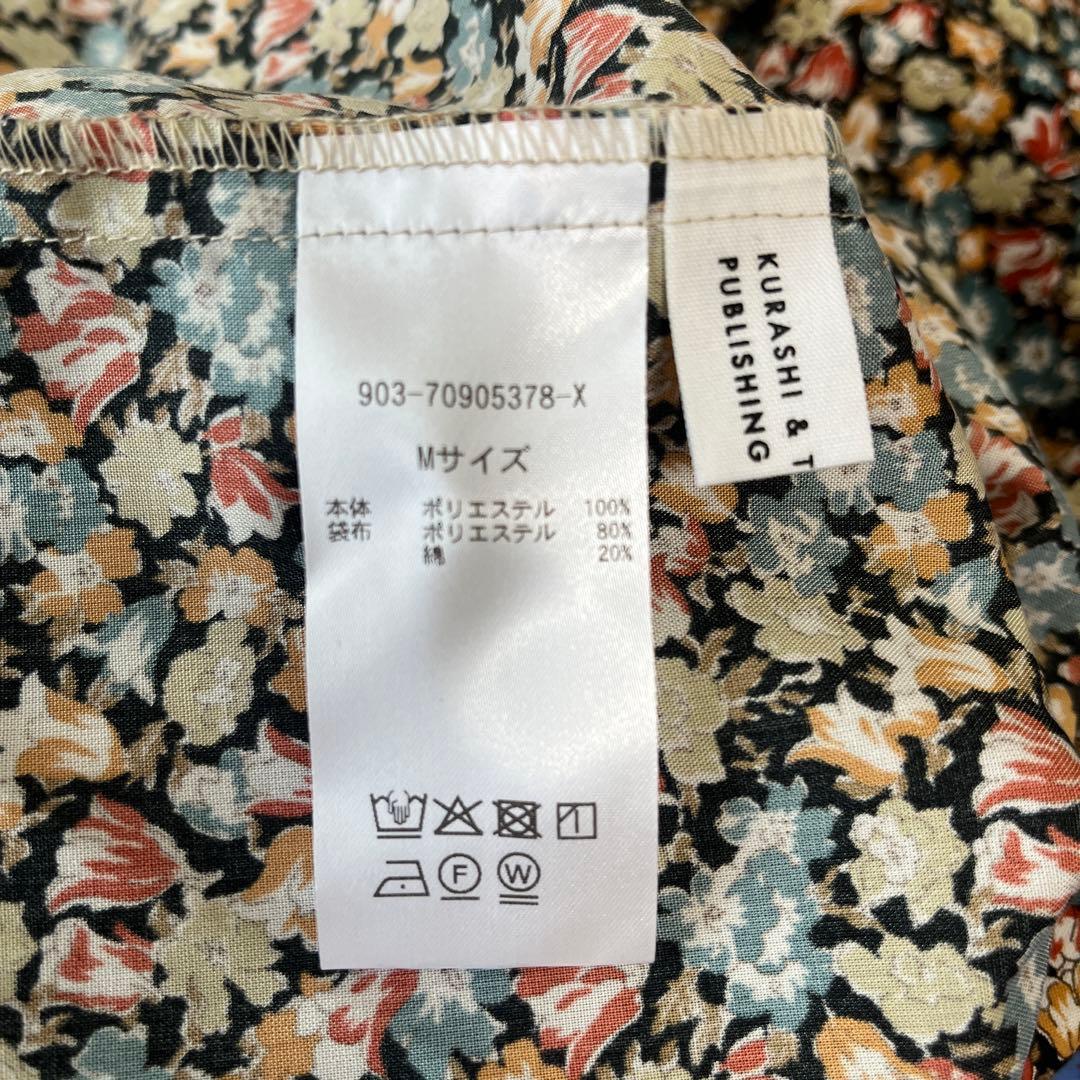 903-70905378-X
Mサイズ
本体 ポリエステル 100%
袋布 ポリエステル 80%
綿 20%
F W
KURASHI & T
PUBLISHING